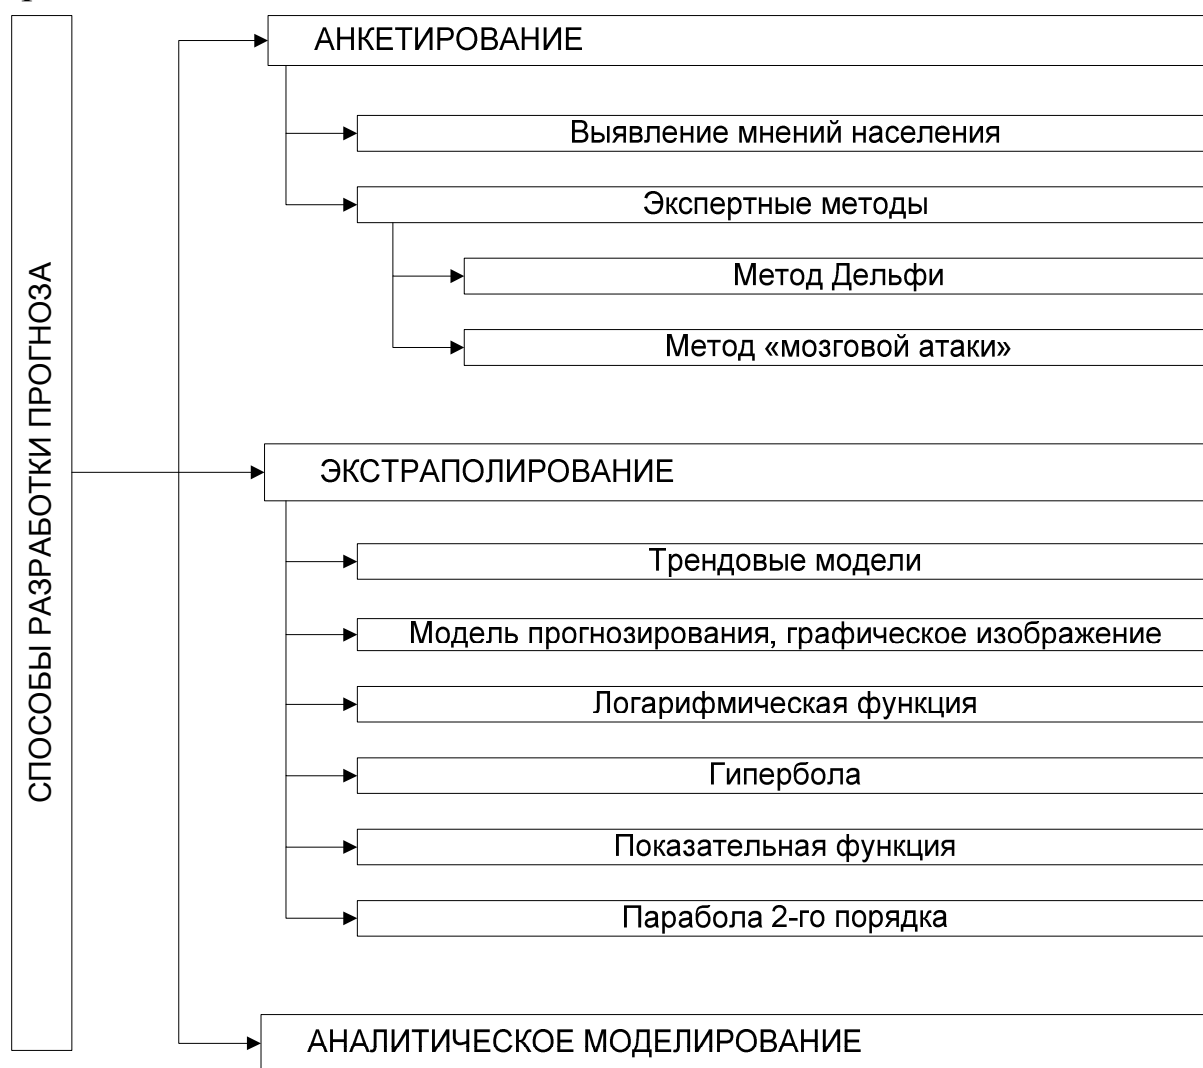 СПОСОБЫ РАЗРАБОТКИ ПРОГНОЗА
АНКЕТИРОВАНИЕ
Выявление мнений населения
Экспертные методы
Метод Дельфи
Метод «мозговой атаки»
ЭКСТРАПОЛИРОВАНИЕ
Трендовые модели
Модель прогнозирования, графическое изображение
Логарифмическая функция
Гипербола
Показательная функция
Парабола 2-го порядка
АНАЛИТИЧЕСКОЕ МОДЕЛИРОВАНИЕ